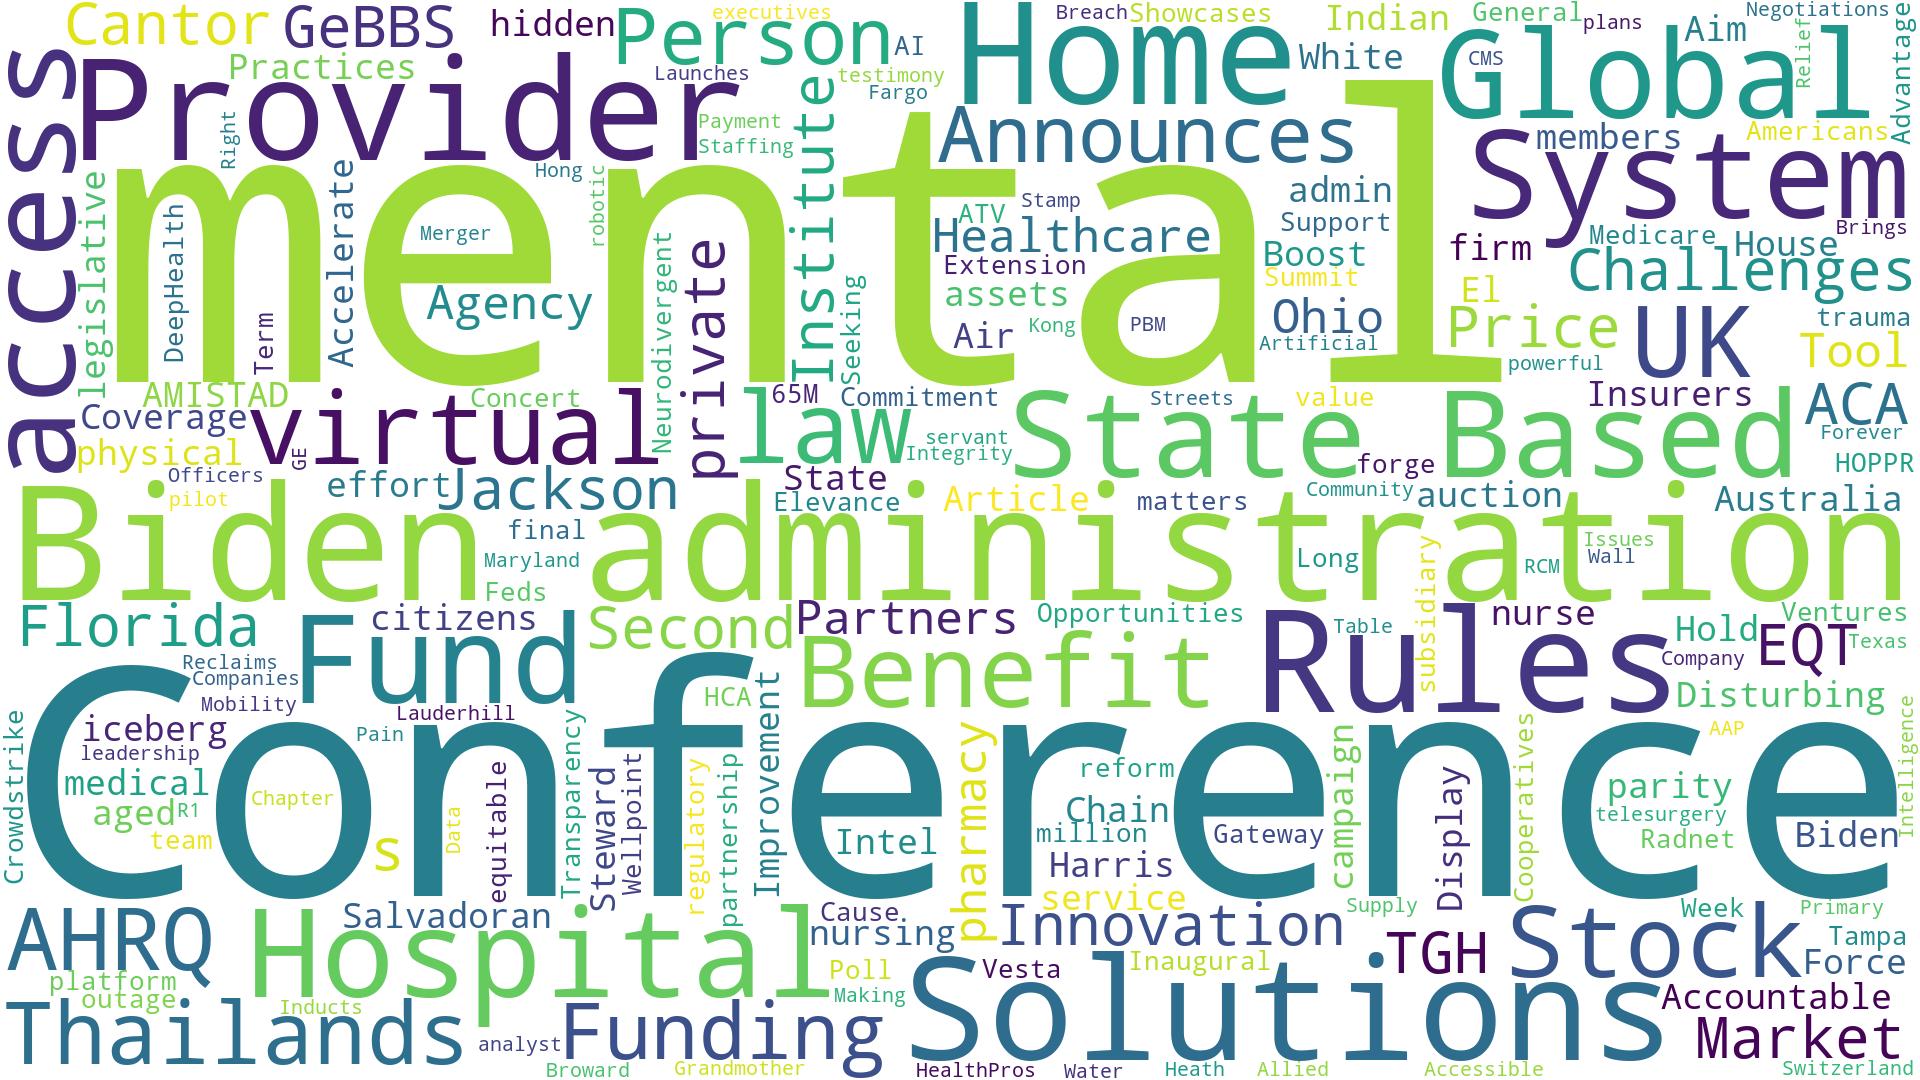 Cantor
GeBBS
hidden
Person
executives
AI
Home
Breach
Showcases
White
Indian
General
plans
Aim
Negotiations
Practices
Launches
testimony
Fargo
CMS
Global
Relief
Advantage
access
Provider
Right
Payment
Staffing
Institute
Announces
System
members
Americans
mental
legislative
DeepHealth
Accelerate
Hong
robotic
Merger
Neurodivergent
private
Seeking
ATV
Stamp
Healthcare
admin
Support
Boost
Summit
firm
Medicare
House
Brings
Challenges
Term
Agency
Extension
assets
Air
Kong
PBM
Ohio
Artificial
El
Price
powerful
UK
trauma
Tool
AMISTAD
Coverage
physical
virtual
Concert
65M
law
Commitment
servant
Integrity
State Based
Streets
value
Insurers
ACA
Forever
HOPPR
GE
Officers
pilot
effort
Jackson
State
Elevance
Article
matters
forge
Community
auction
Australia
Biden administration
final
Maryland
Feds
Long
subsidiary
RCM
Issues
Wall
Florida
citizens
Fund
Second
Partners
Opportunities
Benefit
Rules
Table
nurse
Hold
Ventures
EQT
Texas
Company
Disturbing
Reclaims
Companies
Mobility
iceberg
leadership
Lauderhill
Pain
HCA
Improvement
AAP
Intelligence
Conference
Crowdstrike
medical
aged
R1
team
Chapter
s
Data
equitable
Transparency
Steward
Wellpoint
regulatory
partnership
Intel
pharmacy
reform
Chain
million
Harris
service
Gateway
campaign
Display
Cooperatives
parity
telesurgery
Radnet
Biden
AHRQ
Salvadoran
Hospital
Cause
nursing
Innovation
Supply
TGH
Stock
Week
Primary
Tampa
Force
platform
outage
Inducts
Poll
Making
Vesta
Inaugural
Solutions
Accountable
Market
Thailands
analyst
Funding
Broward
Grandmother
HealthPros
Water
Heath
Allied
Accessible
Switzerland